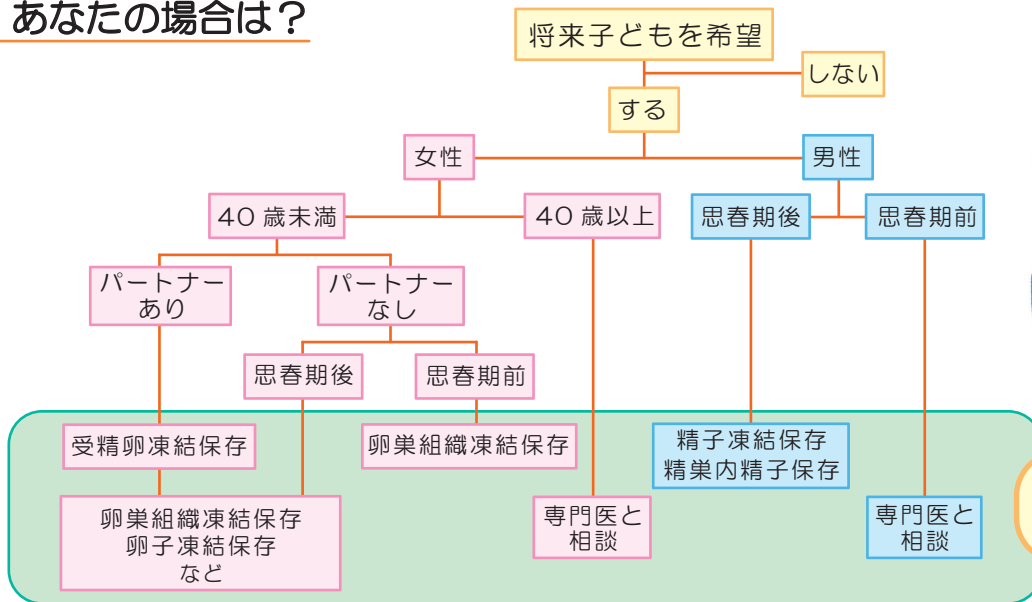 あなたの場合は？
将来子どもを希望
しない
する
女性
男性
40歳未満
40歳以上
思春期後
思春期前
パートナー
あり
パートナー
なし
思春期後
思春期前
受精卵凍結保存
卵巣組織凍結保存
精子凍結保存
精巣内精子保存
卵巣組織凍結保存
卵子凍結保存
など
専門医と
相談
専門医と
相談